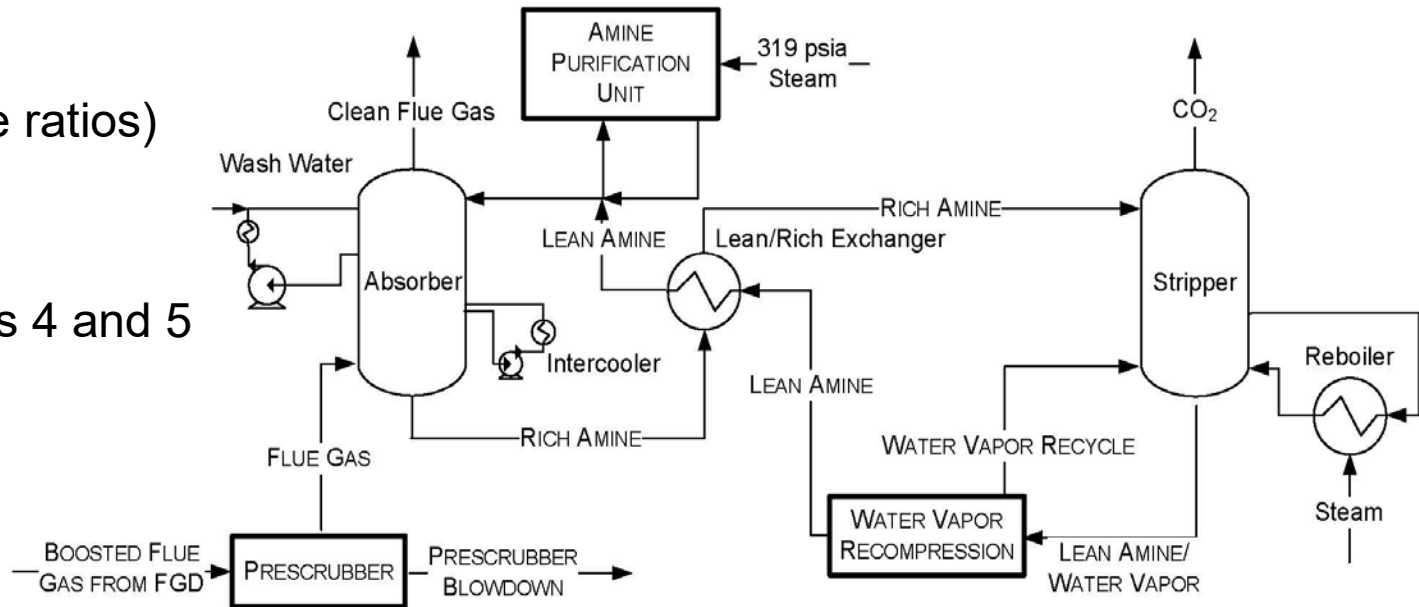 e ratios)
s 4 and 5
AMINE
PURIFICATION
UNIT
319 psia
Steam
Clean Flue Gas
CO₂
Wash Water
RICH AMINE
LEAN AMINE
Lean/Rich Exchanger
Absorber
Stripper
Intercooler
Reboiler
LEAN AMINE
RICH AMINE
WATER VAPOR RECYCLE
FLUE GAS
WATER VAPOR
RECOMPRESSION
Steam
LEAN AMINE/
WATER VAPOR
BOOSTED FLUE
GAS FROM FGD
PRESCRUBBER
PRESCRUBBER
BLOWDOWN